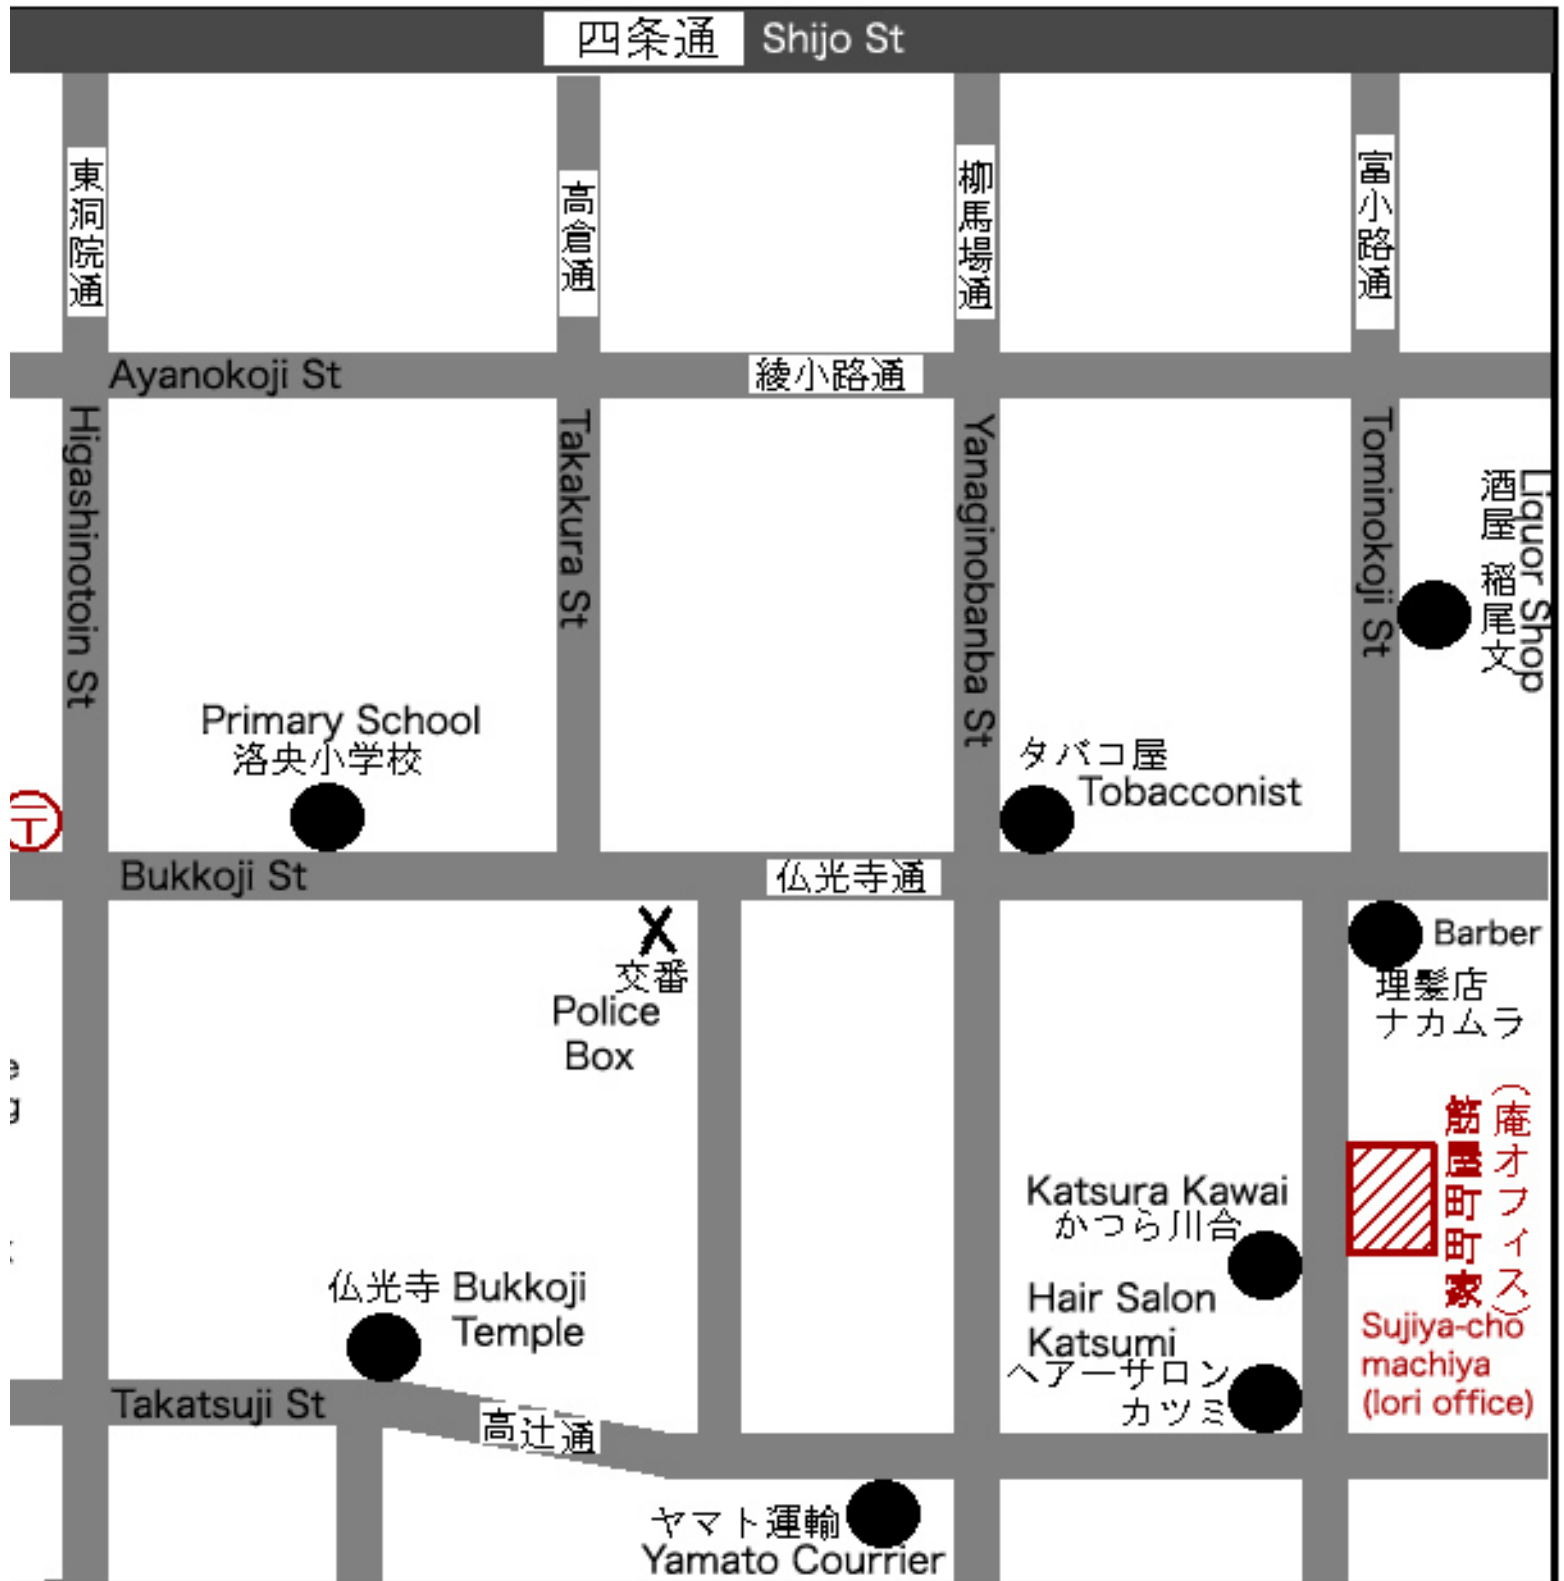 四条通 Shijo St
東洞院通
高倉通
柳馬場通
富小路通
Ayanokoji St
綾小路通
Higashinotoin St
Takakura St
Yanaginobanba St
Tominokoji St
酒屋 稲尾文
Liquor Shop
Primary School
洛央小学校
タバコ屋
Tobacconist
〒
Bukkoji St
仏光寺通
X
交番
Police
Box
Barber
理髪店
ナカムラ
(庵オフィス)
筋屋町町家
Sujiya-cho
machiya
(Iori office)
Katsura Kawai
かつら川合
Hair Salon
Katsumi
ヘアーサロン
カツミ
仏光寺 Bukkoji
Temple
Takatsuji St
高辻通
ヤマト運輸
Yamato Courrier